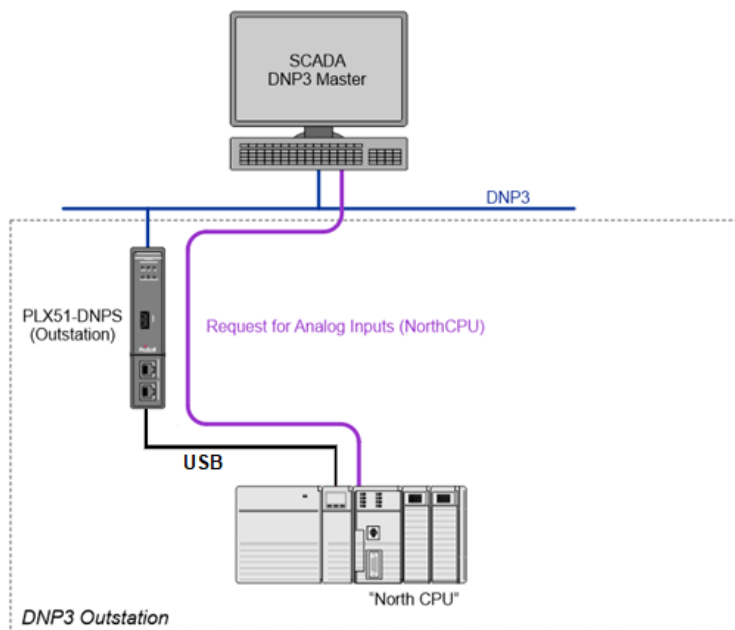 SCADA
DNP3 Master
DNP3
PLX51-DNPS
(Outstation)
Request for Analog Inputs (NorthCPU)
USB
"North CPU"
DNP3 Outstation